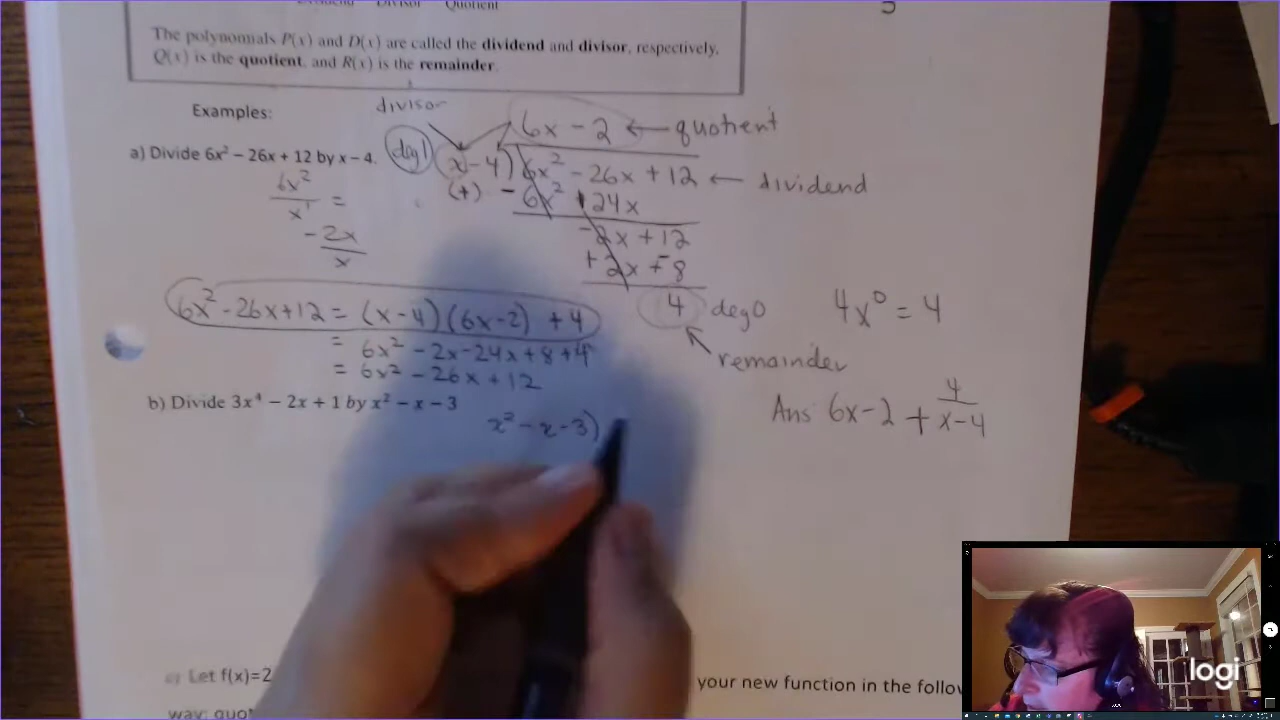 Quotient
The polynomials P(x) and D(x) are called the dividend and divisor, respectively,
Q(x) is the quotient, and R(x) is the remainder.
Examples:
divisor
6x - 2 ← quotient
a) Divide 6x² – 26x + 12 by x – 4.
deg 1
x - 4) 6x² - 26x + 12 ← dividend
6x²/x¹ =
(+) - 6x² + 24x
-2x/x
-2x + 12
+2x - 8
4 deg 0
4x⁰ = 4
remainder
6x² - 26x + 12 = (x - 4)(6x - 2) + 4
= 6x² - 2x - 24x + 8 + 4
= 6x² - 26x + 12
Ans 6x - 2 + 4/x-4
b) Divide 3x⁴ – 2x + 1 by x² – x – 3
x² - x - 3)
Let f(x)=2
your new function in the follow
way: quot
logi